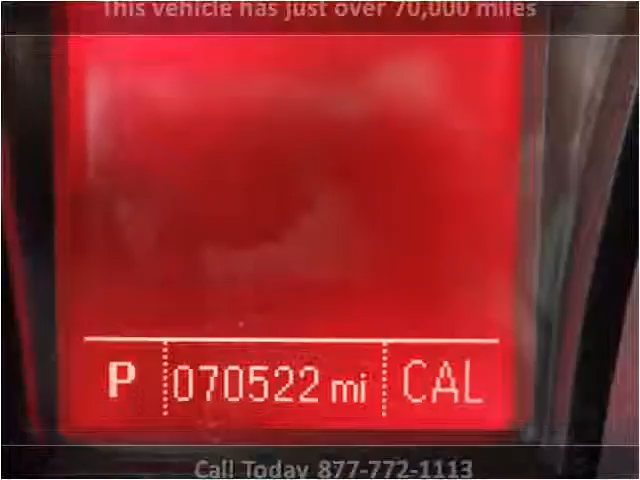 This vehicle has just over 70,000 miles
P 070522 mi CAL
Call Today 877-772-1113